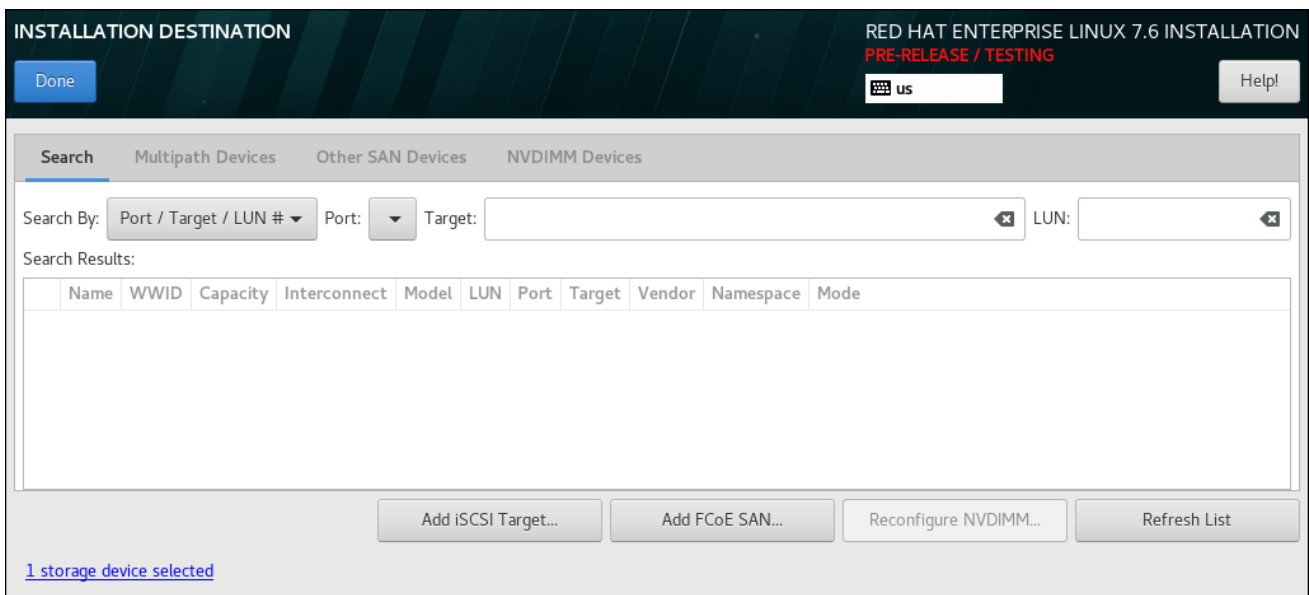 INSTALLATION DESTINATION
RED HAT ENTERPRISE LINUX 7.6 INSTALLATION
PRE-RELEASE / TESTING
Done
us
Help!
Search Multipath Devices Other SAN Devices NVDIMM Devices
Search By: Port / Target / LUN # Port: Target: LUN:
Search Results:
Name WWID Capacity Interconnect Model LUN Port Target Vendor Namespace Mode
Add iSCSI Target... Add FCoE SAN... Reconfigure NVDIMM... Refresh List
1 storage device selected